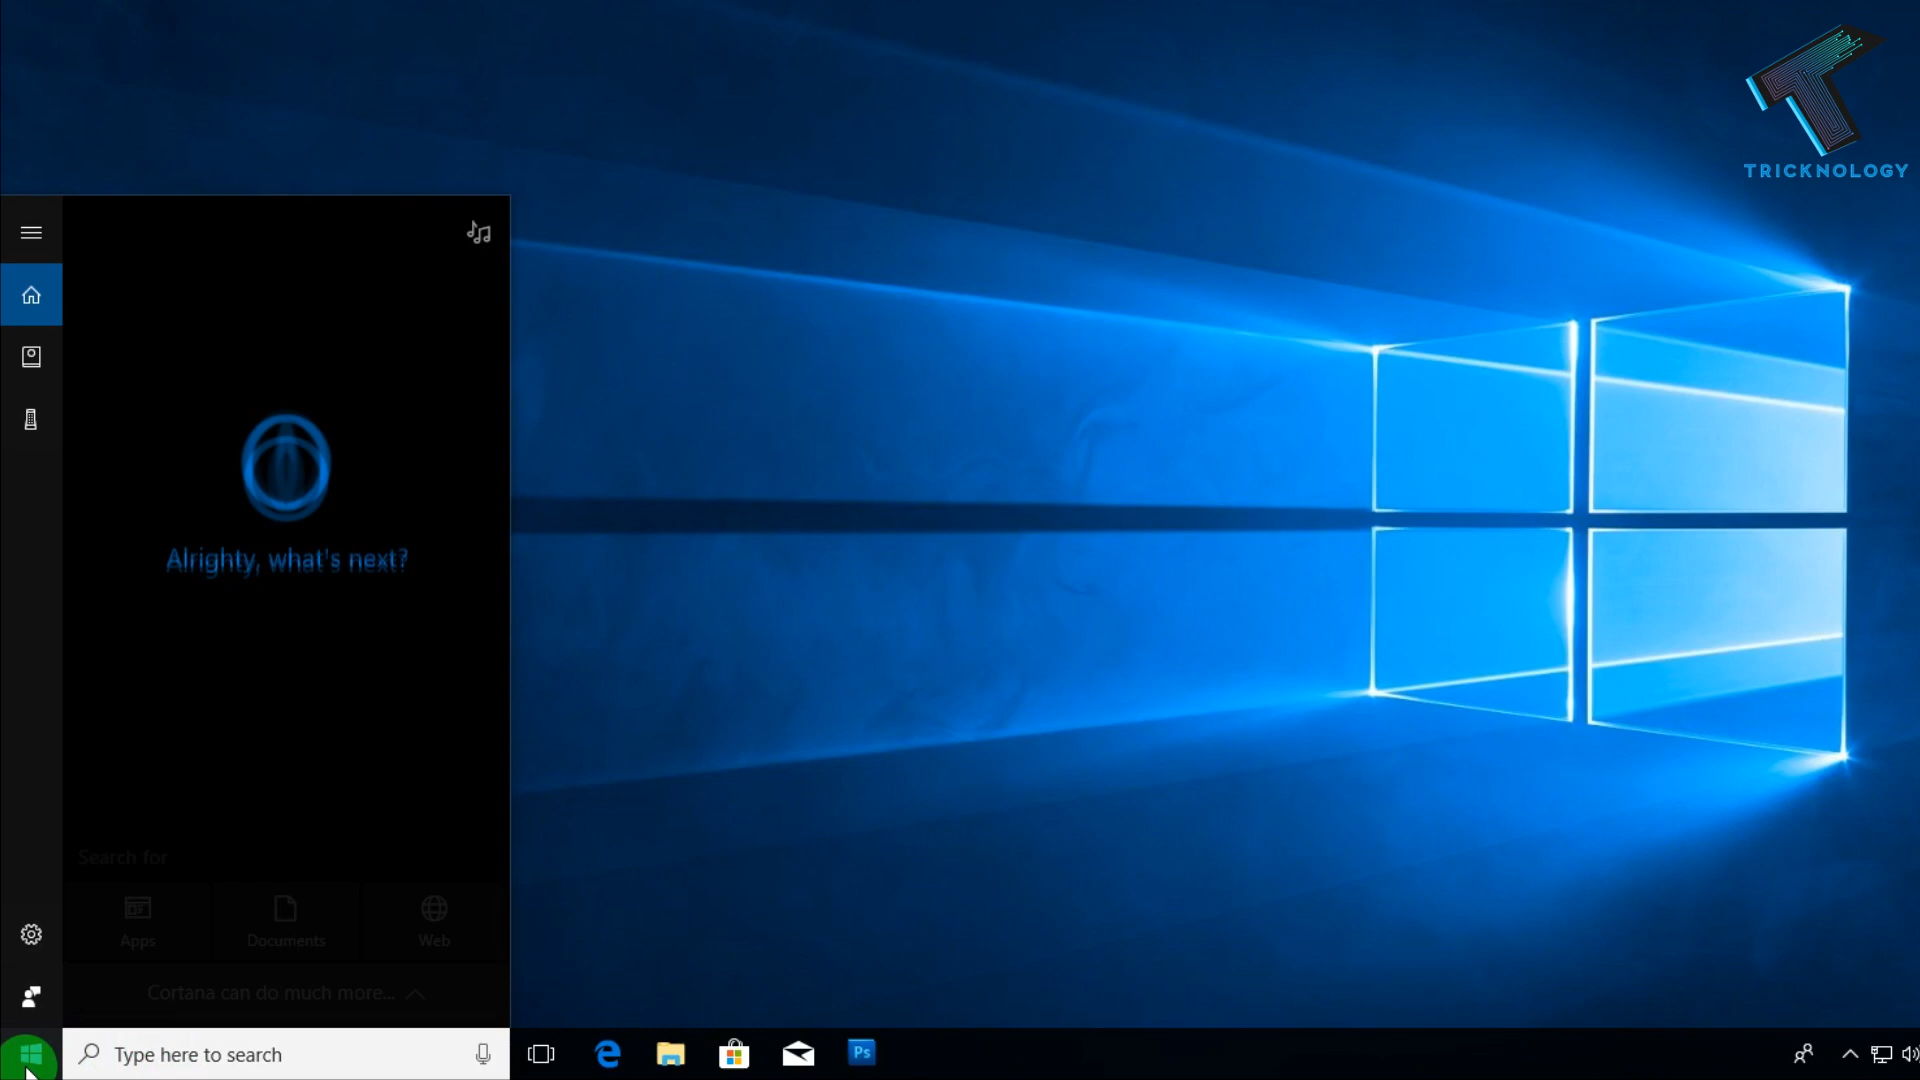 TRICKNOLOGY
Alrighty, what's next?
Search for
Apps
Documents
Web
Cortana can do much more...
Type here to search
Ps